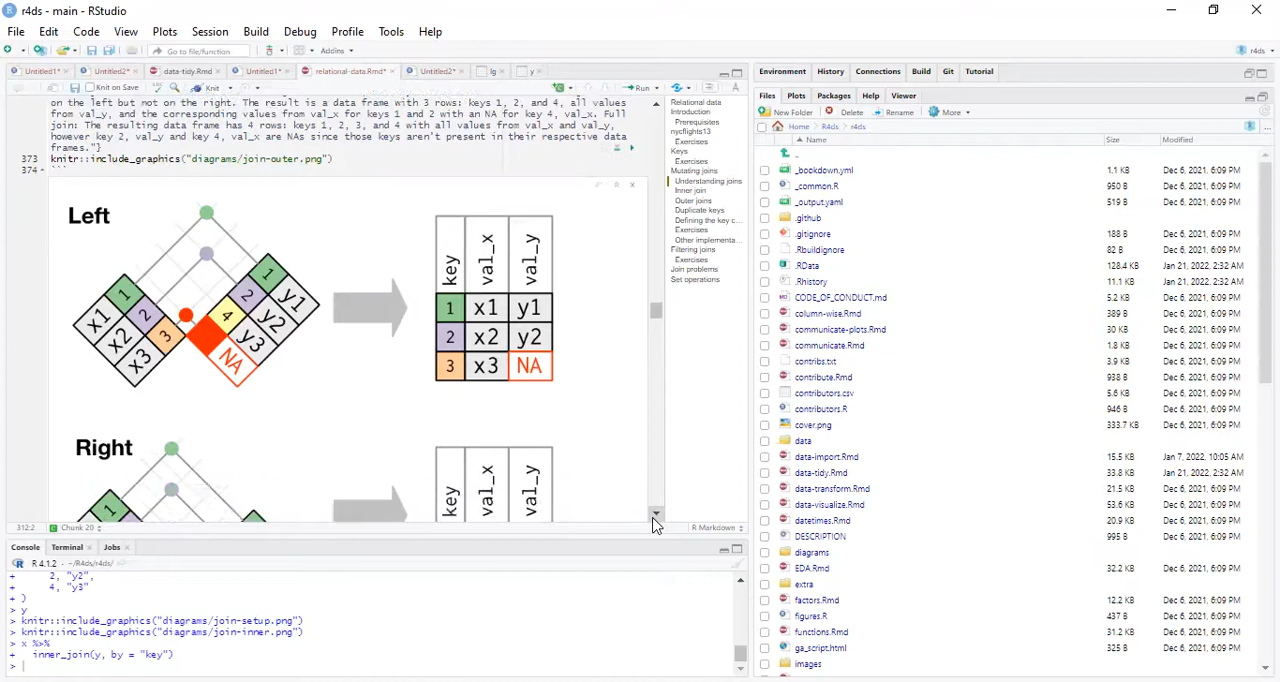 r4ds - main - RStudio
File Edit Code View Plots Session Build Debug Profile Tools Help
Go to file/function Addins r4ds
Untitled1* Untitled2* data-tidy.Rmd Untitled1* relational-data.Rmd* Untitled2* lg y
Knit on Save Knit Run
on the left but not on the right. The result is a data frame with 3 rows: keys 1, 2, and 4, all values
from val_y, and the corresponding values from val_x for keys 1 and 2 with an NA for key 4, val_x. Full
join: The resulting data frame has 4 rows: keys 1, 2, 3, and 4 with all values from val_x and val_y,
however key 2, val_y and key 4, val_x are NAs since those keys aren't present in their respective data
frames."}
373 knitr::include_graphics("diagrams/join-outer.png")
374 ```
Left
1 2 3
x1 x2 x3
1 2 4
y1 y2 y3
NA
key val_x val_y
1 x1 y1
2 x2 y2
3 x3 NA
Right
1
key val_x val_y
312:2 Chunk 20 R Markdown
Relational data
Introduction
Prerequisites
nycflights13
Exercises
Keys
Exercises
Mutating joins
Understanding joins
Inner join
Outer joins
Duplicate keys
Defining the key c...
Exercises
Other implementa...
Filtering joins
Exercises
Join problems
Set operations
Console Terminal Jobs
R 4.1.2 · ~/R4ds/r4ds/
+ 2, "y2",
+ 4, "y3"
+ )
> y
> knitr::include_graphics("diagrams/join-setup.png")
> knitr::include_graphics("diagrams/join-inner.png")
> x %>%
+ inner_join(y, by = "key")
>
Environment History Connections Build Git Tutorial
Files Plots Packages Help Viewer
New Folder Delete Rename More
Home R4ds r4ds ...
Name Size Modified
..
_bookdown.yml 1.1 KB Dec 6, 2021, 6:09 PM
_common.R 950 B Dec 6, 2021, 6:09 PM
_output.yaml 519 B Dec 6, 2021, 6:09 PM
.github
.gitignore 188 B Dec 6, 2021, 6:09 PM
.Rbuildignore 82 B Dec 6, 2021, 6:09 PM
.RData 128.4 KB Jan 21, 2022, 2:32 AM
.Rhistory 11.1 KB Jan 21, 2022, 2:32 AM
CODE_OF_CONDUCT.md 5.2 KB Dec 6, 2021, 6:09 PM
column-wise.Rmd 389 B Dec 6, 2021, 6:09 PM
communicate-plots.Rmd 30 KB Dec 6, 2021, 6:09 PM
communicate.Rmd 1.8 KB Dec 6, 2021, 6:09 PM
contribs.txt 3.9 KB Dec 6, 2021, 6:09 PM
contribute.Rmd 938 B Dec 6, 2021, 6:09 PM
contributors.csv 5.6 KB Dec 6, 2021, 6:09 PM
contributors.R 946 B Dec 6, 2021, 6:09 PM
cover.png 333.7 KB Dec 6, 2021, 6:09 PM
data
data-import.Rmd 15.5 KB Jan 7, 2022, 10:05 AM
data-tidy.Rmd 33.8 KB Jan 21, 2022, 2:32 AM
data-transform.Rmd 21.5 KB Dec 6, 2021, 6:09 PM
data-visualize.Rmd 53.6 KB Dec 6, 2021, 6:09 PM
datetimes.Rmd 20.9 KB Dec 6, 2021, 6:09 PM
DESCRIPTION 995 B Dec 6, 2021, 6:09 PM
diagrams
EDA.Rmd 32.2 KB Dec 6, 2021, 6:09 PM
extra
factors.Rmd 12.2 KB Dec 6, 2021, 6:09 PM
figures.R 437 B Dec 6, 2021, 6:09 PM
functions.Rmd 31.2 KB Dec 6, 2021, 6:09 PM
ga_script.html 325 B Dec 6, 2021, 6:09 PM
images